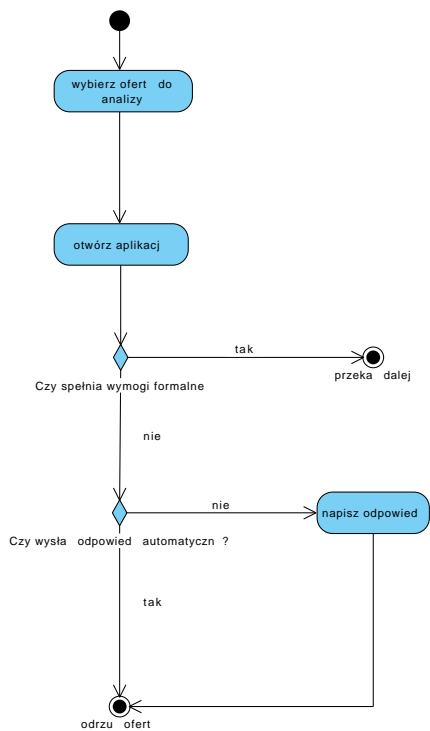 wybierz ofert do
analizy
otwórz aplikacj
tak
przeka dalej
Czy spełnia wymogi formalne
nie
nie
napisz odpowied
Czy wysła odpowied automatyczn ?
tak
odrzu ofert